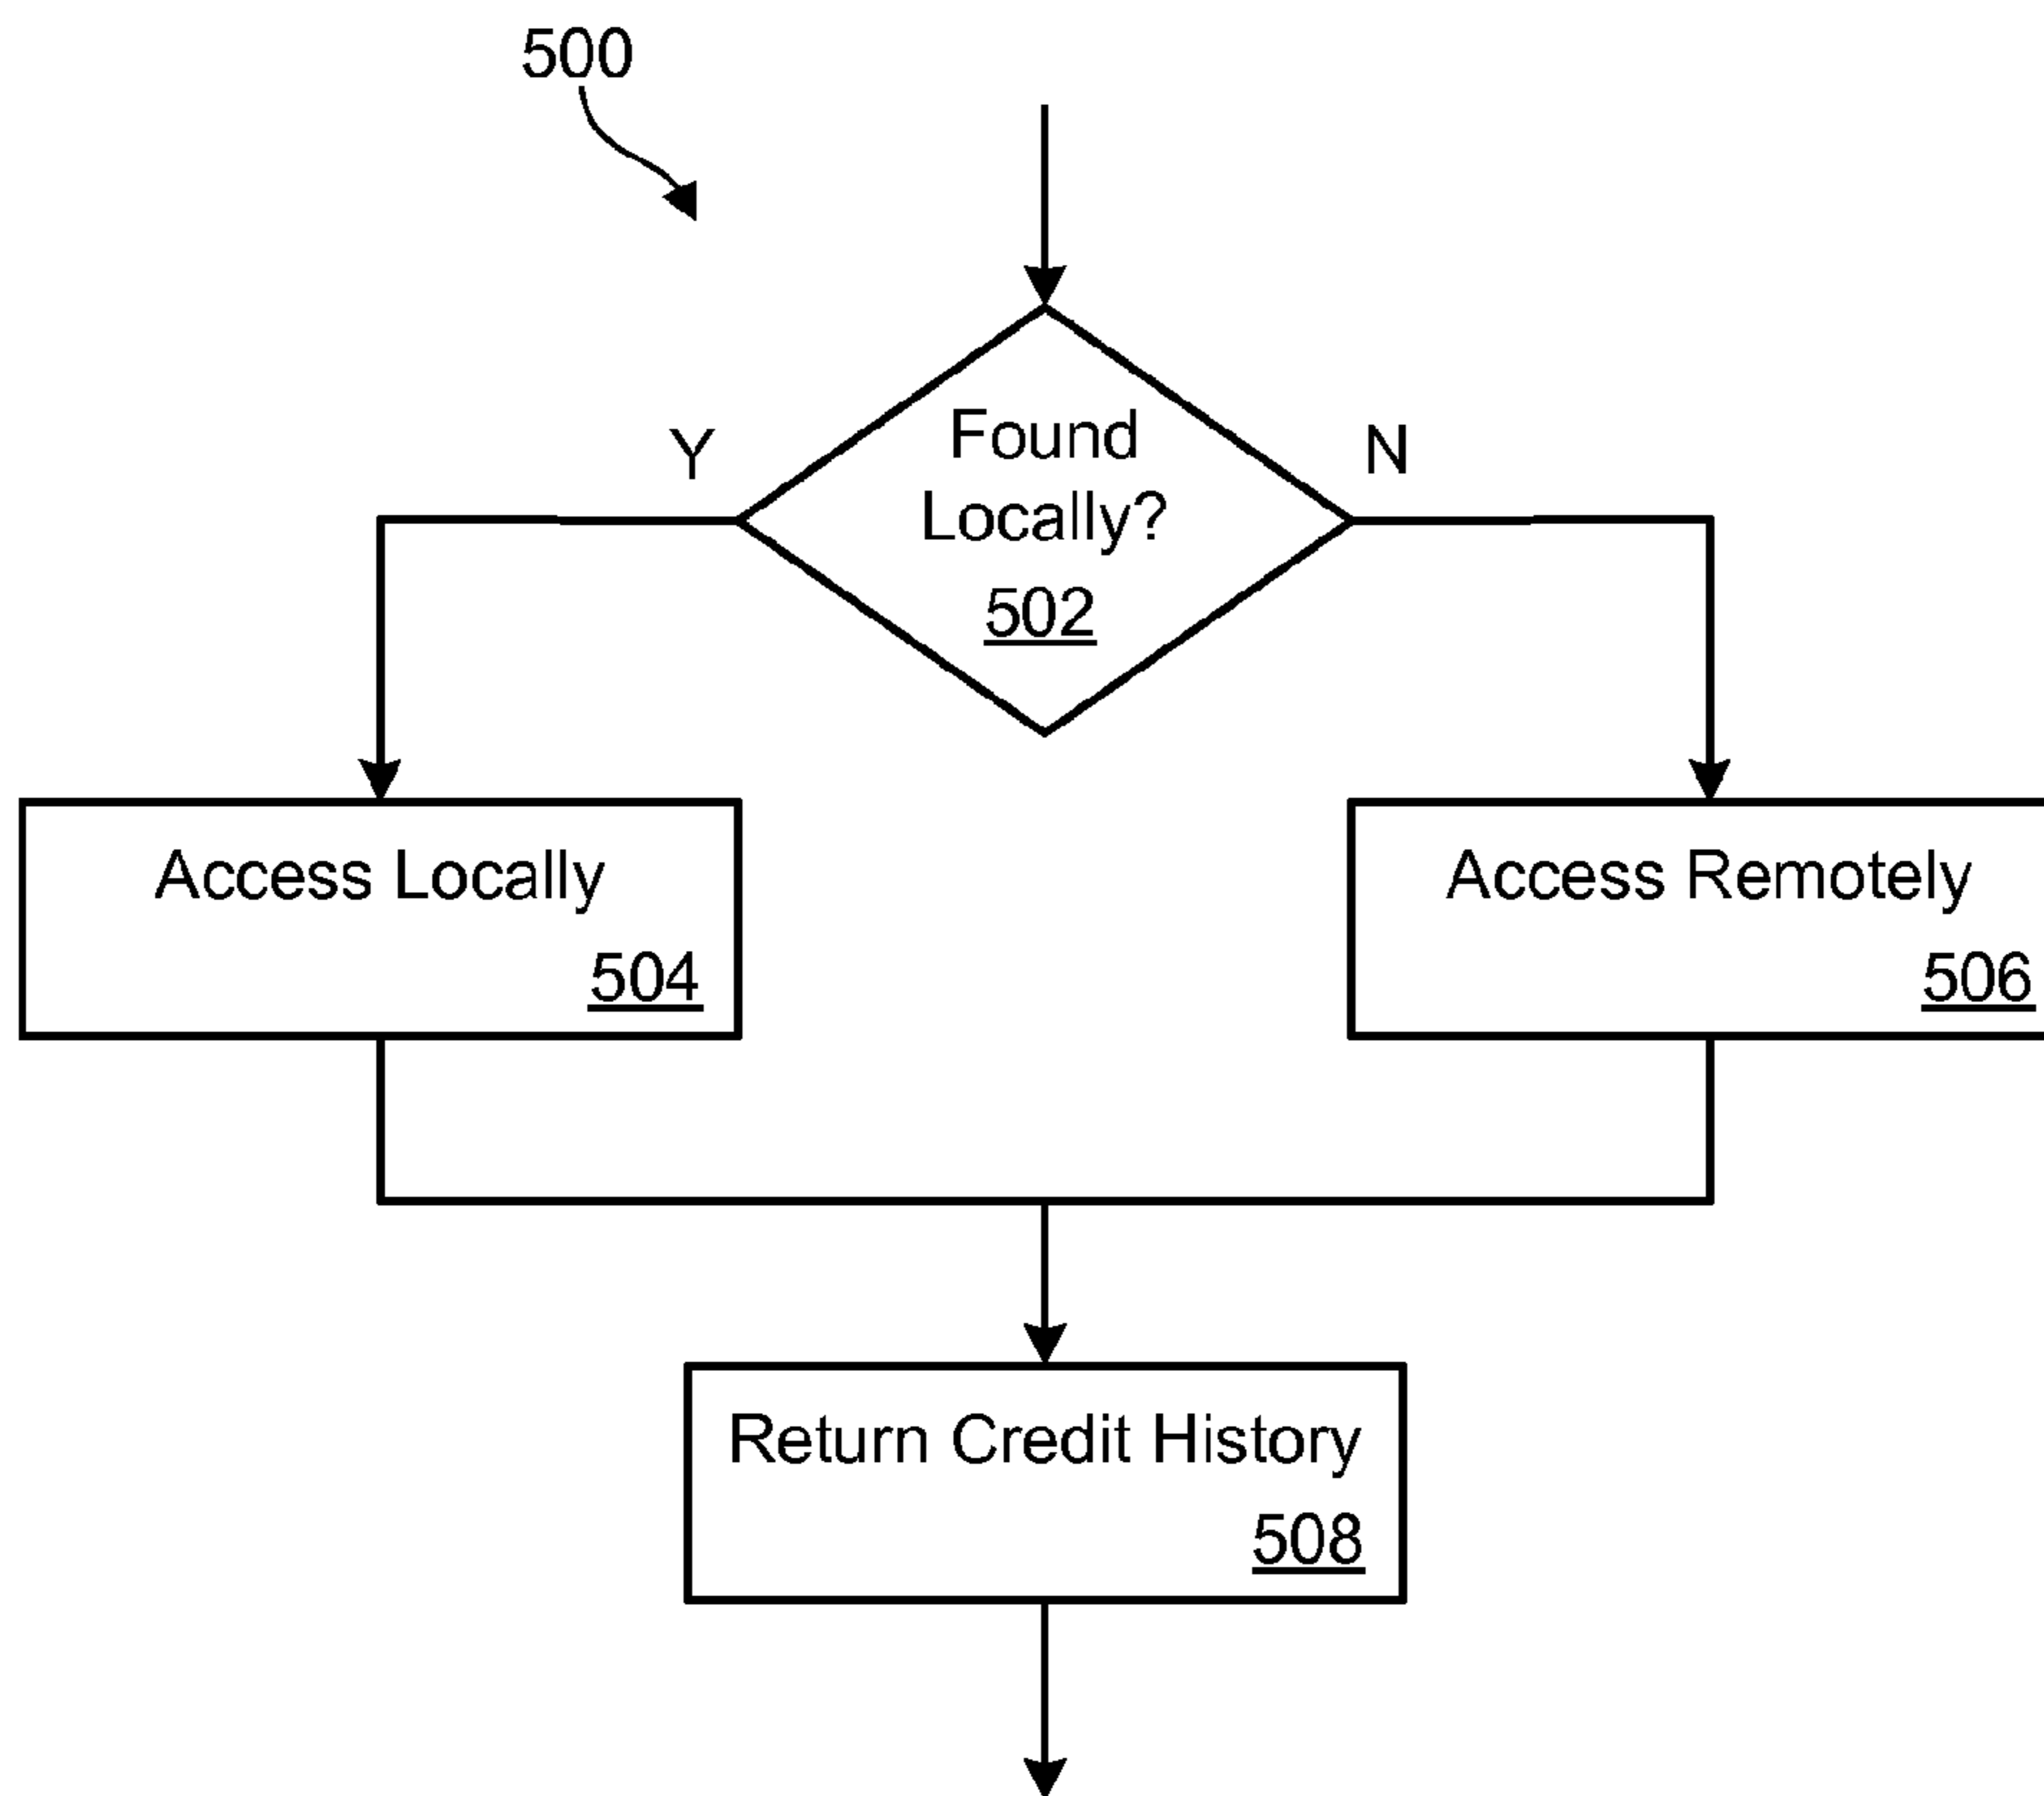 500
Y
Found
Locally?
502
N
Access Locally
504
Access Remotely
506
Return Credit History
508